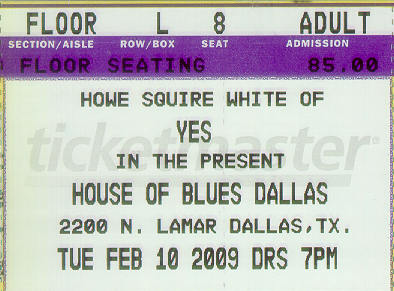 FLOOR L 8 ADULT
SECTION/AISLE ROW/BOX SEAT ADMISSION
FLOOR SEATING 85.00
HOWE SQUIRE WHITE OF
YES
ticketmaster®
IN THE PRESENT
HOUSE OF BLUES DALLAS
2200 N. LAMAR DALLAS,TX.
TUE FEB 10 2009 DRS 7PM